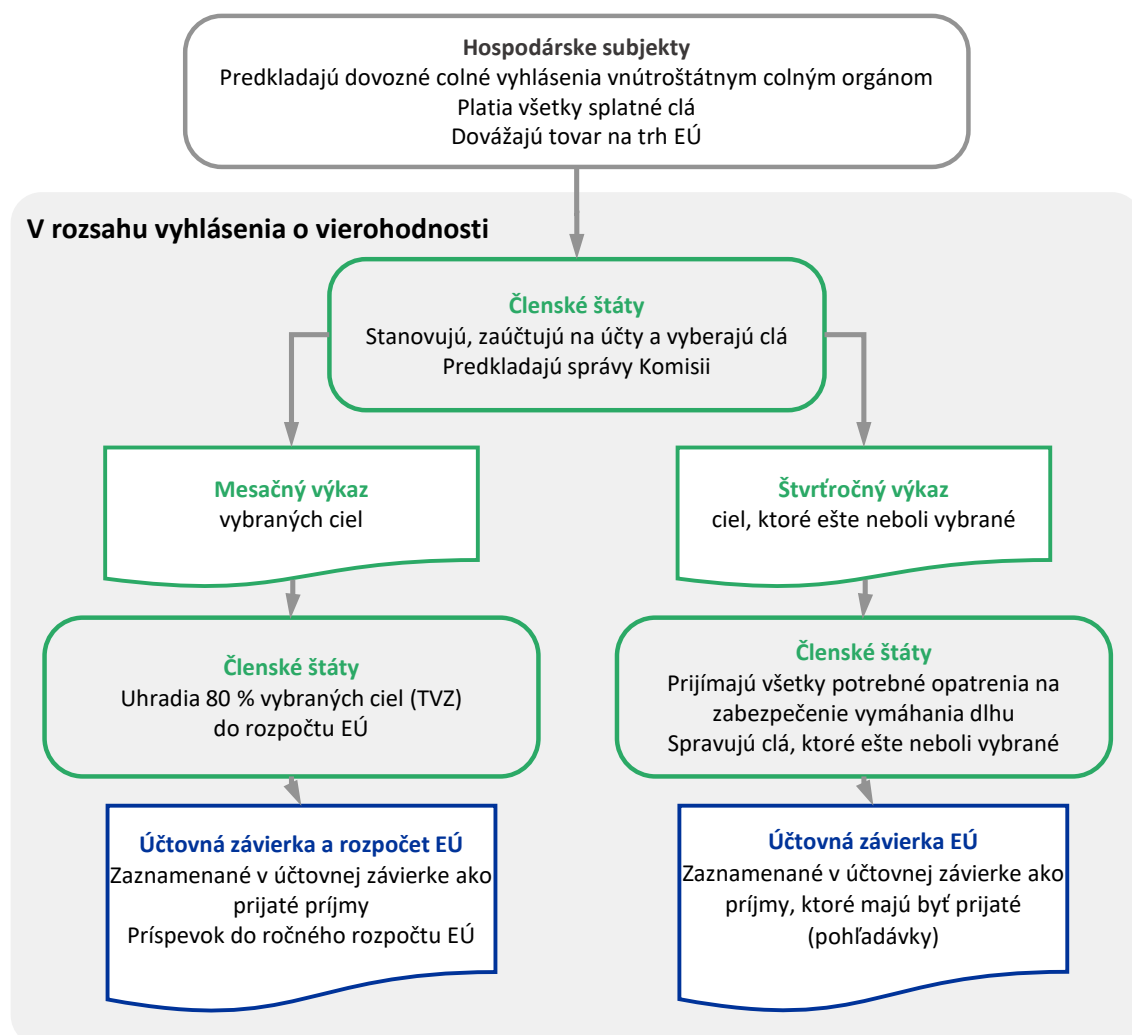 Hospodárske subjekty
Predkladajú dovozné colné vyhlásenia vnútroštátnym colným orgánom
Platia všetky splatné clá
Dovážajú tovar na trh EÚ
V rozsahu vyhlásenia o vierohodnosti
Členské štáty
Stanovujú, zaúčtujú na účty a vyberajú clá
Predkladajú správy Komisii
Mesačný výkaz
vybraných ciel
Štvrťročný výkaz
ciel, ktoré ešte neboli vybrané
Členské štáty
Uhradia 80 % vybraných ciel (TVZ)
do rozpočtu EÚ
Členské štáty
Prijímajú všetky potrebné opatrenia na
zabezpečenie vymáhania dlhu
Spravujú clá, ktoré ešte neboli vybrané
Účtovná závierka a rozpočet EÚ
Zaznamenané v účtovnej závierke ako
prijaté príjmy
Príspevok do ročného rozpočtu EÚ
Účtovná závierka EÚ
Zaznamenané v účtovnej závierke ako
príjmy, ktoré majú byť prijaté
(pohľadávky)